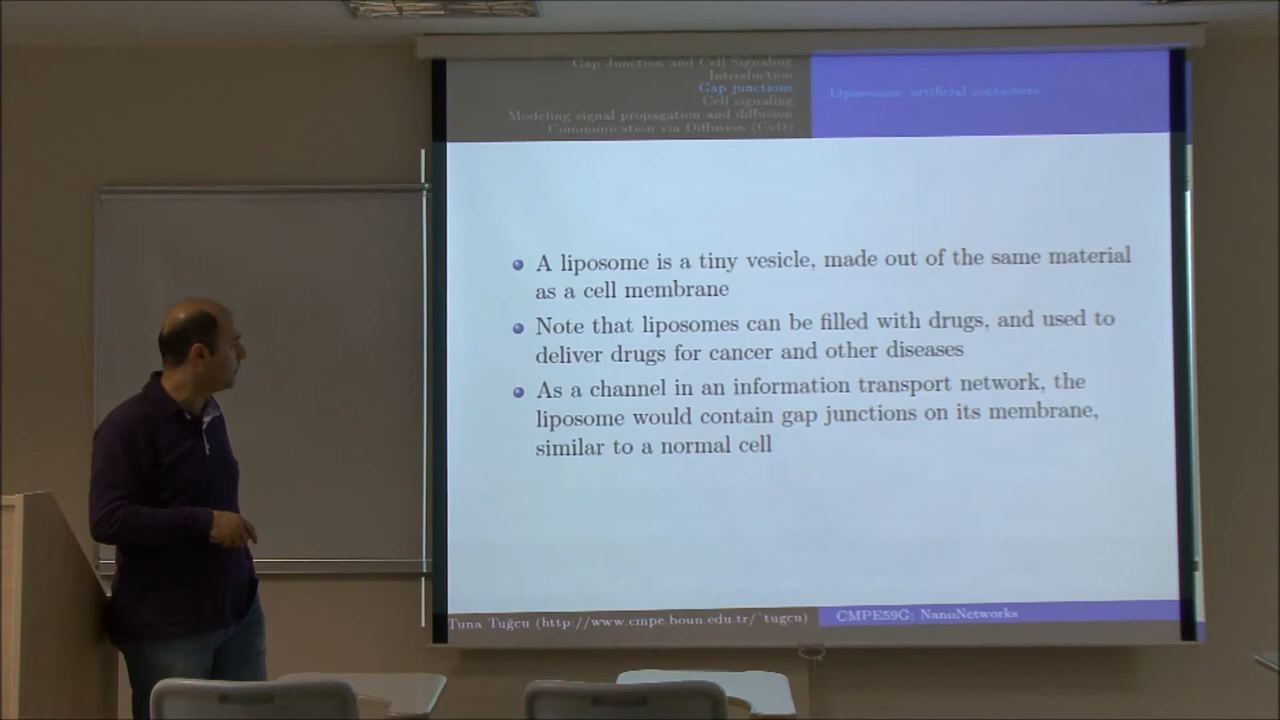 Gap Junction and Cell Signaling
Introduction
Gap junctions
Cell signaling
Modeling signal propagation and diffusion
Communication via Diffusion (CvD)
Liposomes: artificial containers
A liposome is a tiny vesicle, made out of the same material
as a cell membrane
Note that liposomes can be filled with drugs, and used to
deliver drugs for cancer and other diseases
As a channel in an information transport network, the
liposome would contain gap junctions on its membrane,
similar to a normal cell
Tuna Tuğcu (http://www.cmpe.boun.edu.tr/~tugcu)
CMPE59G: NanoNetworks